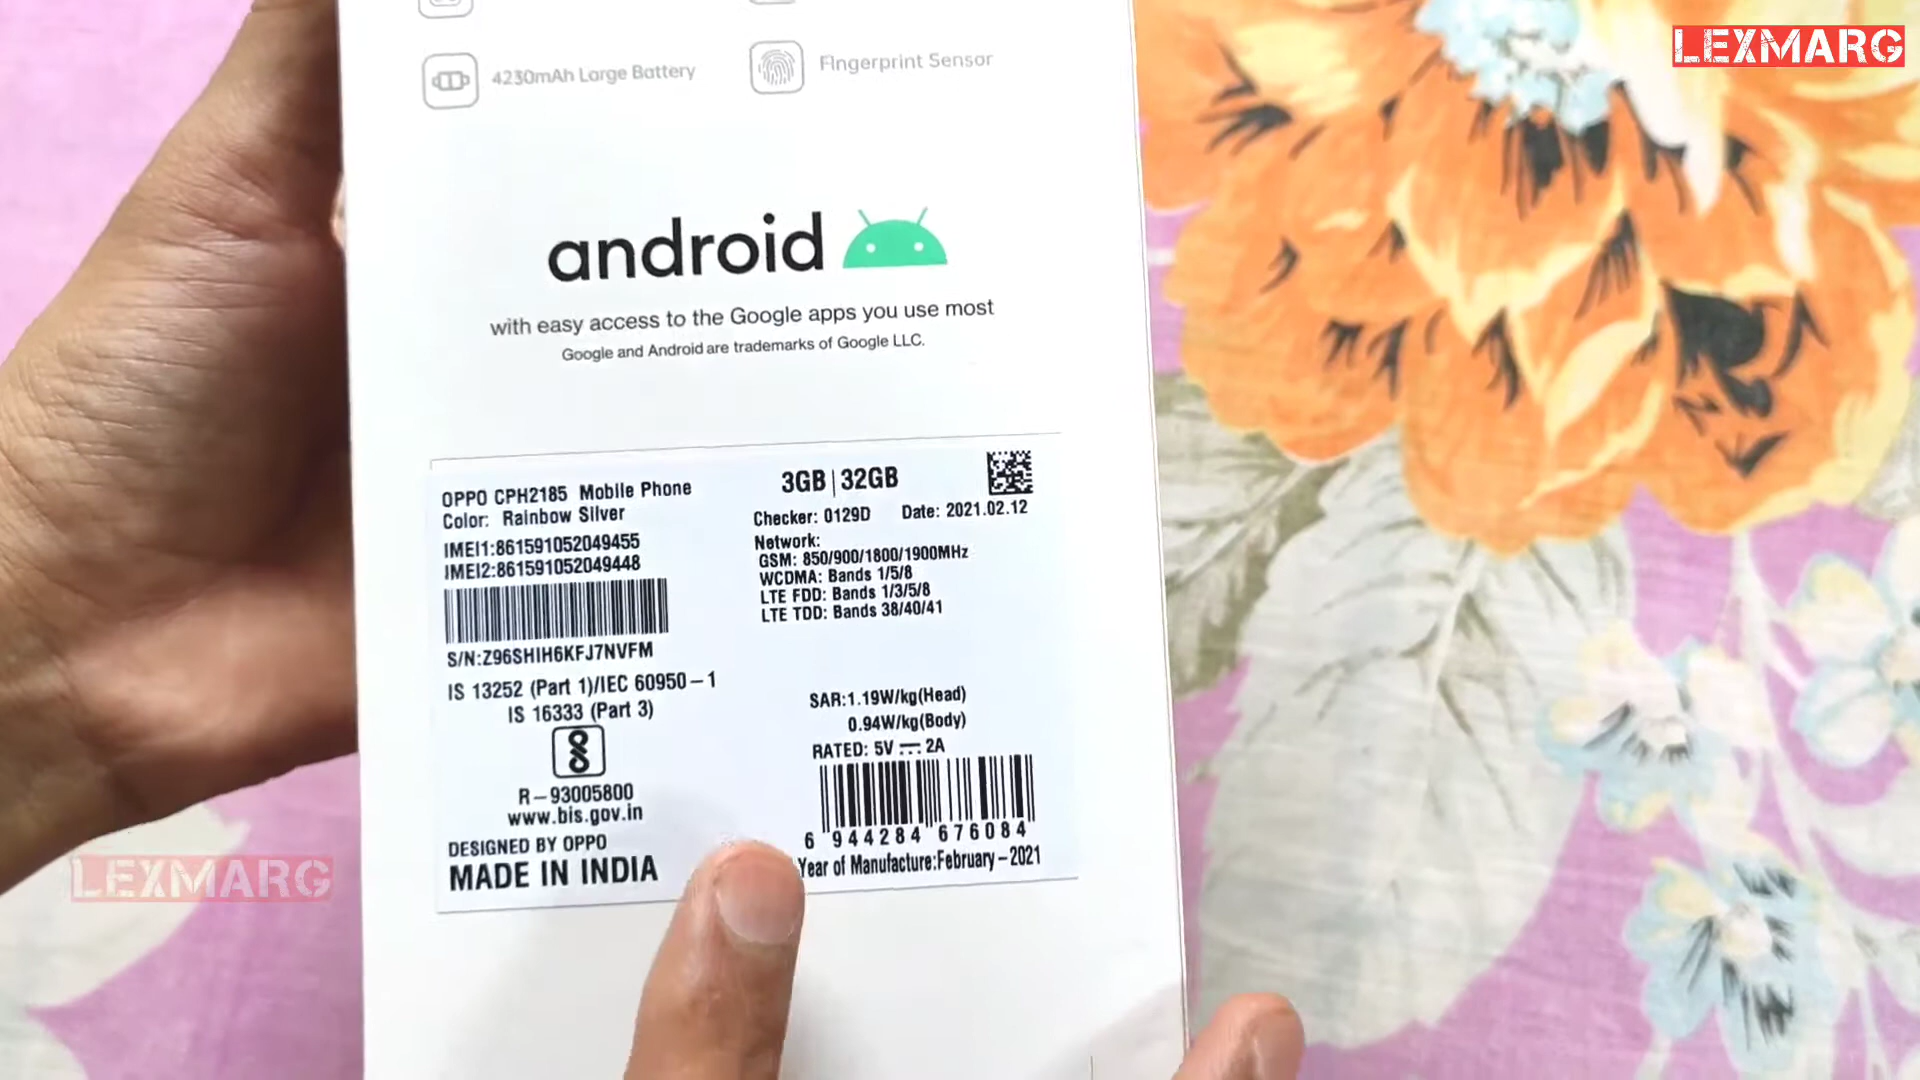 LEXMARG
4230mAh Large Battery
Fingerprint Sensor
android
with easy access to the Google apps you use most
Google and Android are trademarks of Google LLC.
OPPO CPH2185 Mobile Phone
Color: Rainbow Silver
IMEI1:861591052049455
IMEI2:861591052049448
S/N:Z96SHIH6KFJ7NVFM
IS 13252 (Part 1)/IEC 60950-1
IS 16333 (Part 3)
R-93005800
www.bis.gov.in
DESIGNED BY OPPO
MADE IN INDIA
3GB | 32GB
Checker: 0129D Date: 2021.02.12
Network:
GSM: 850/900/1800/1900MHz
WCDMA: Bands 1/5/8
LTE FDD: Bands 1/3/5/8
LTE TDD: Bands 38/40/41
SAR:1.19W/kg(Head)
0.94W/kg(Body)
RATED: 5V ⎓ 2A
6 944284 676084
Year of Manufacture:February-2021
LEXMARG